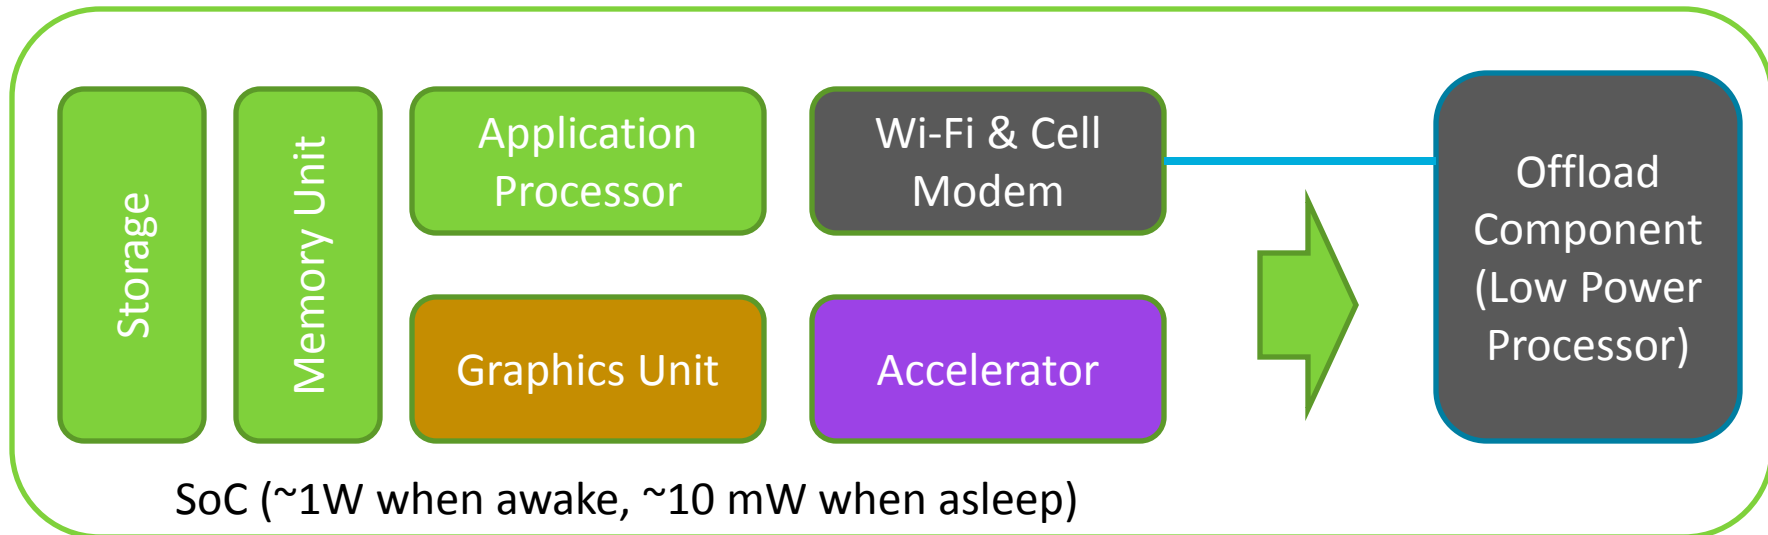 Storage
Memory Unit
Application
Processor
Wi-Fi & Cell
Modem
Graphics Unit
Accelerator
Offload
Component
(Low Power
Processor)
SoC (~1W when awake, ~10 mW when asleep)